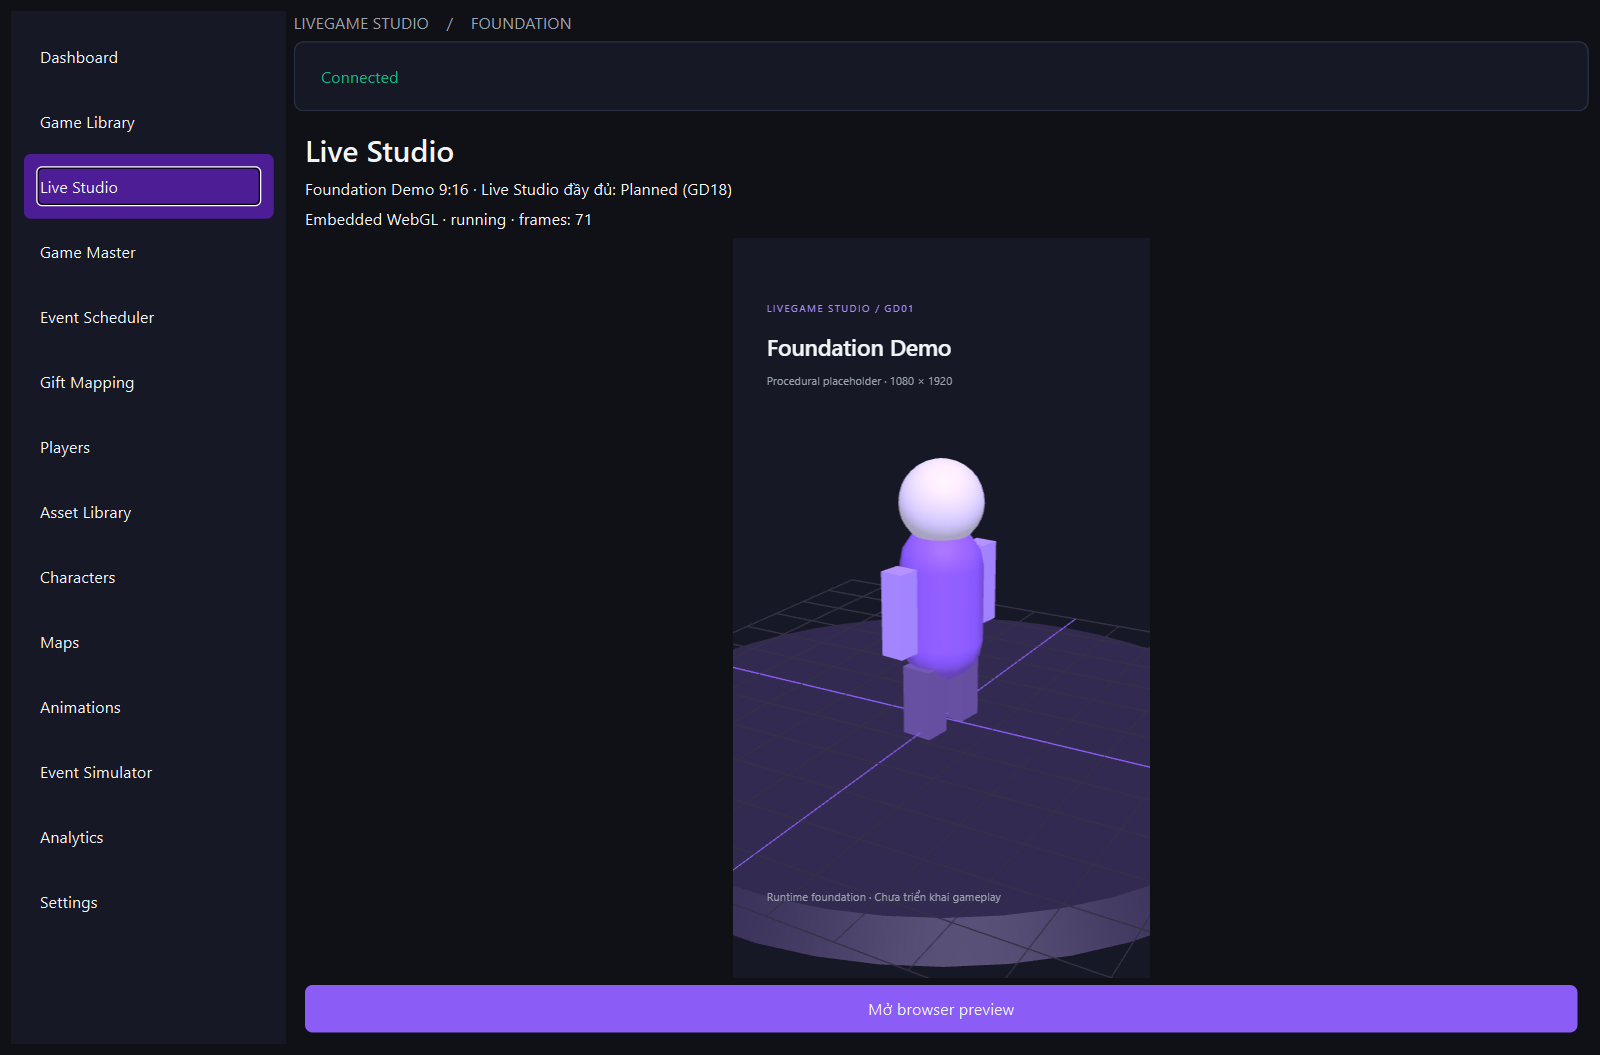 LIVEGAME STUDIO / FOUNDATION
Connected
Dashboard
Game Library
Live Studio
Game Master
Event Scheduler
Gift Mapping
Players
Asset Library
Characters
Maps
Animations
Event Simulator
Analytics
Settings
Live Studio
Foundation Demo 9:16 · Live Studio đầy đủ: Planned (GD18)
Embedded WebGL · running · frames: 71
LIVEGAME STUDIO / GD01
Foundation Demo
Procedural placeholder · 1080 × 1920
Runtime foundation · Chưa triển khai gameplay
Mở browser preview